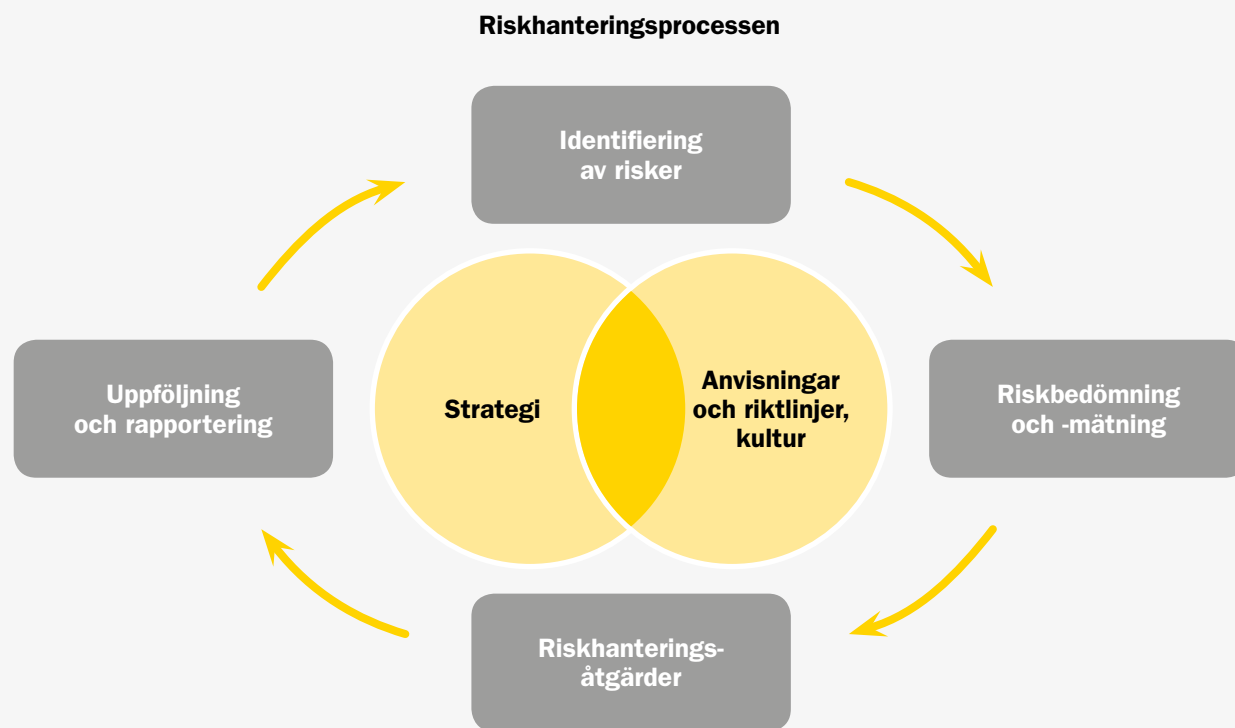 Riskhanteringsprocessen
Identifiering
av risker
Uppföljning
och rapportering
Strategi
Anvisningar
och riktlinjer,
kultur
Riskbedömning
och -mätning
Riskhanterings-
åtgärder